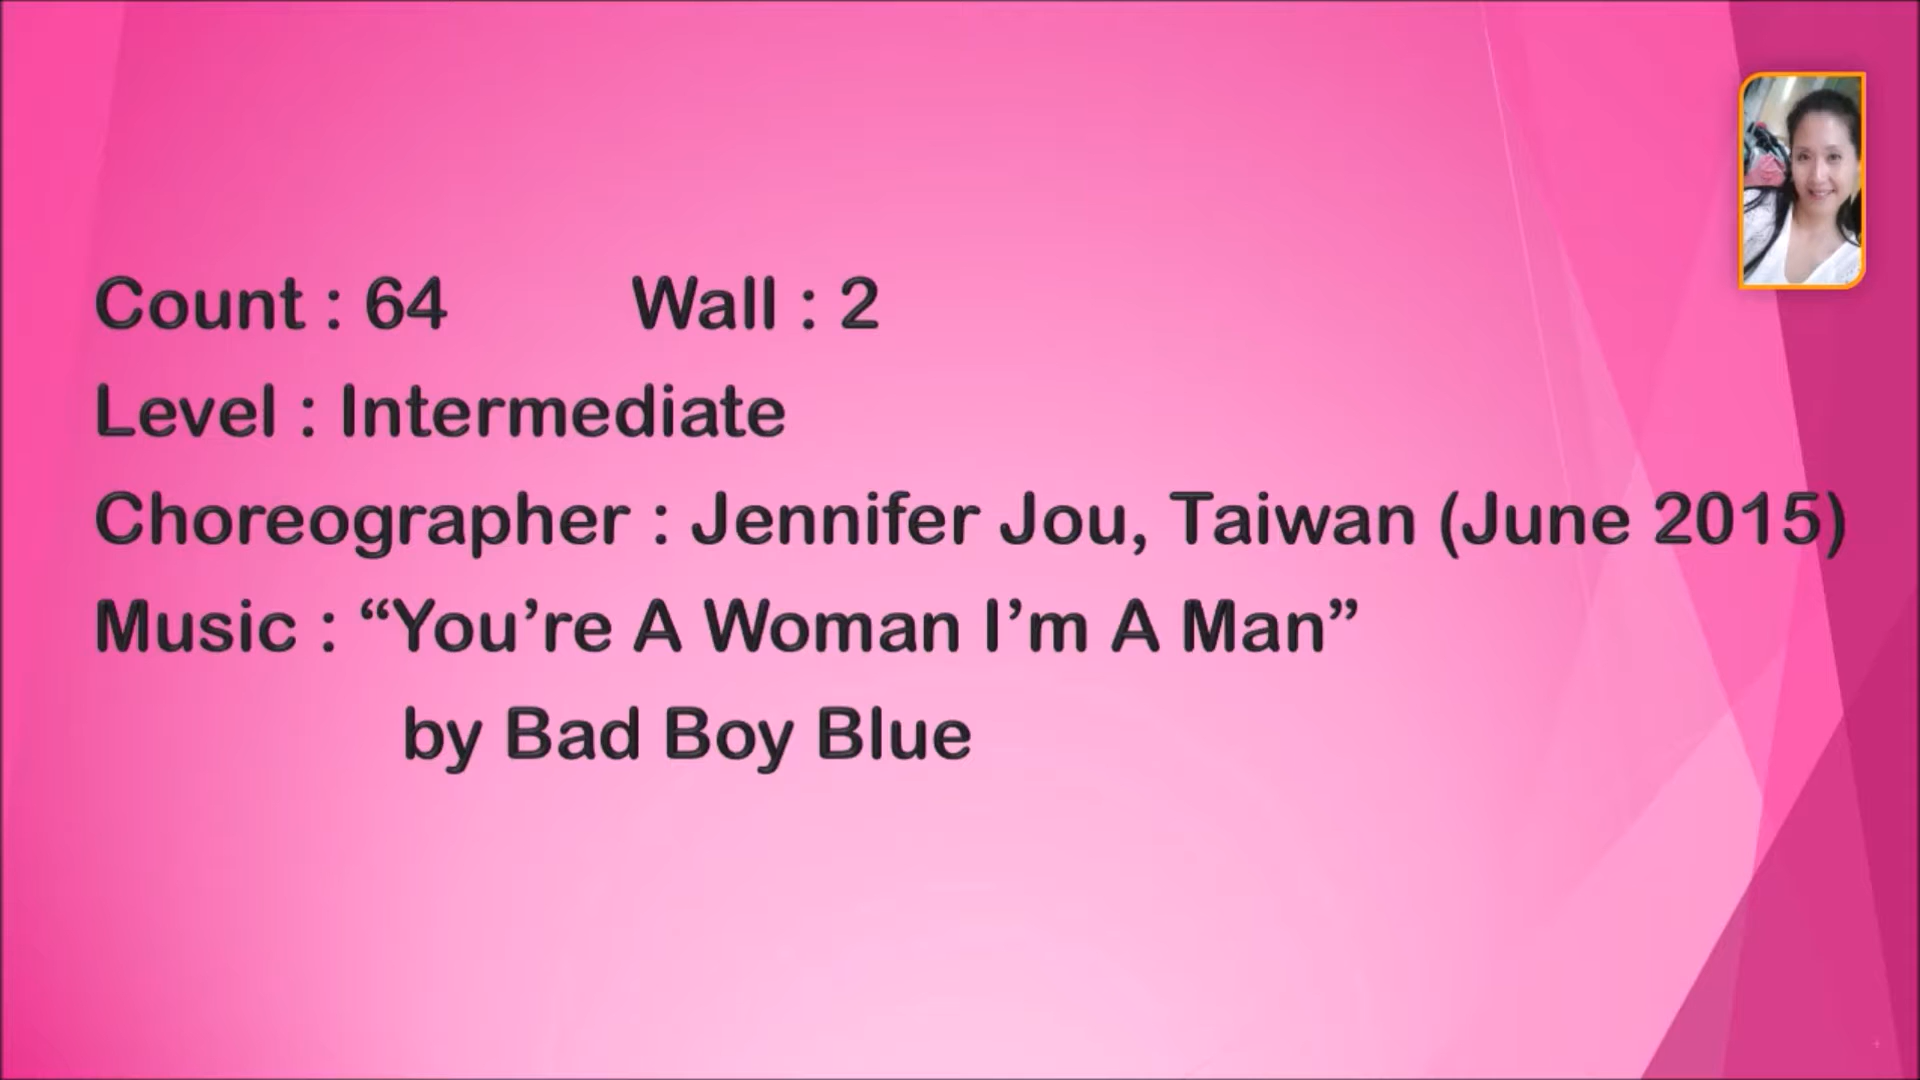 Count : 64 Wall : 2
Level : Intermediate
Choreographer : Jennifer Jou, Taiwan (June 2015)
Music : “You’re A Woman I’m A Man”
by Bad Boy Blue